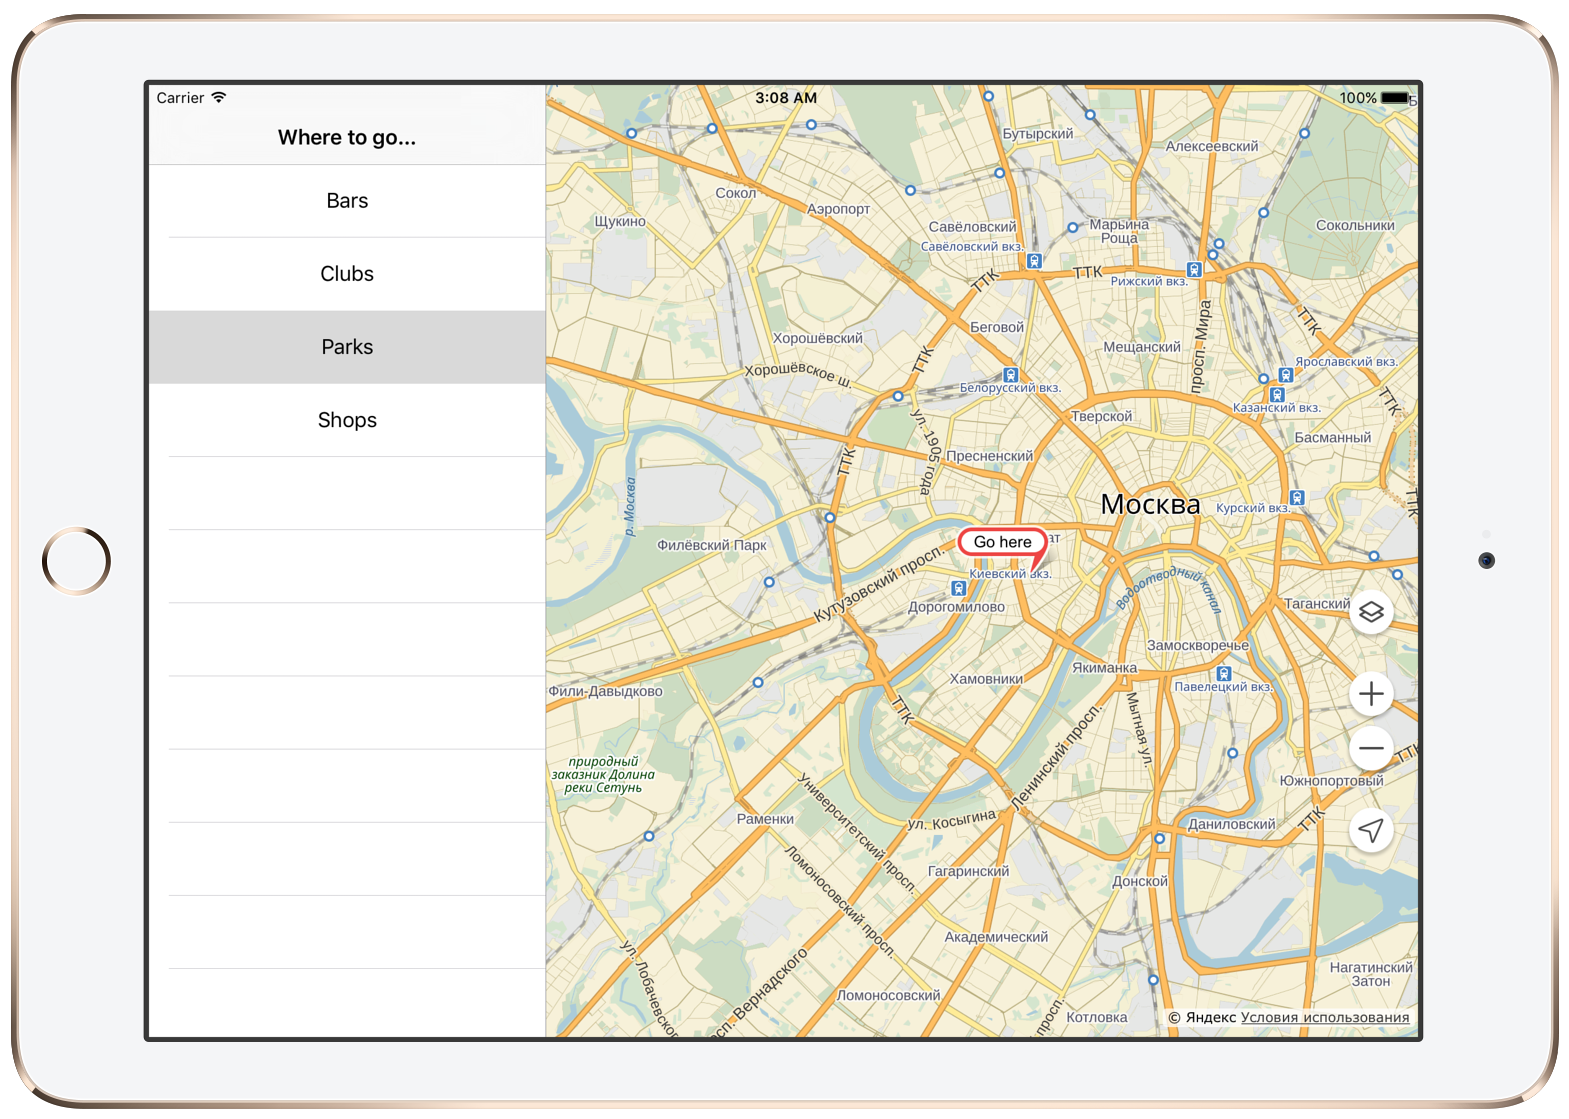 Carrier
3:08 AM
100%
Where to go...
Bars
Clubs
Parks
Shops
Б
Бутырский
Алексеевский
Сокол
Аэропорт
Щукино
Савёловский
Савёловский вкз.
Марьина
Роща
Сокольники
ТТК
ТТК
Рижский вкз.
Беговой
ТТК
просп. Мира
Хорошёвский
Мещанский
ТТК
Ярославский вкз.
Хорошёвское ш.
Белорусский вкз.
ТТК
Казанский вкз.
Тверской
ул. 1905 года
Басманный
Пресненский
ТТК
р. Москва
Москва
Курский вкз.
ТТК
Филёвский Парк
Go here
ат
Киевский вкз.
Кутузовский просп.
Водоотводный канал
Дорогомилово
Таганский
Замоскворечье
Якиманка
Хамовники
Павелецкий вкз.
Фили-Давыдково
ТТК
Мытная ул.
Ленинский просп.
природный
заказник Долина
реки Сетунь
ТТК
Южнопортовый
Университетский просп.
Раменки
ул. Косыгина
Даниловский
ТТК
Ломоносовский просп.
Гагаринский
Донской
Академический
ул. Лобачевского
просп. Вернадского
Нагатинский
Затон
Ломоносовский
просп.
Котловка
© Яндекс Условия использования